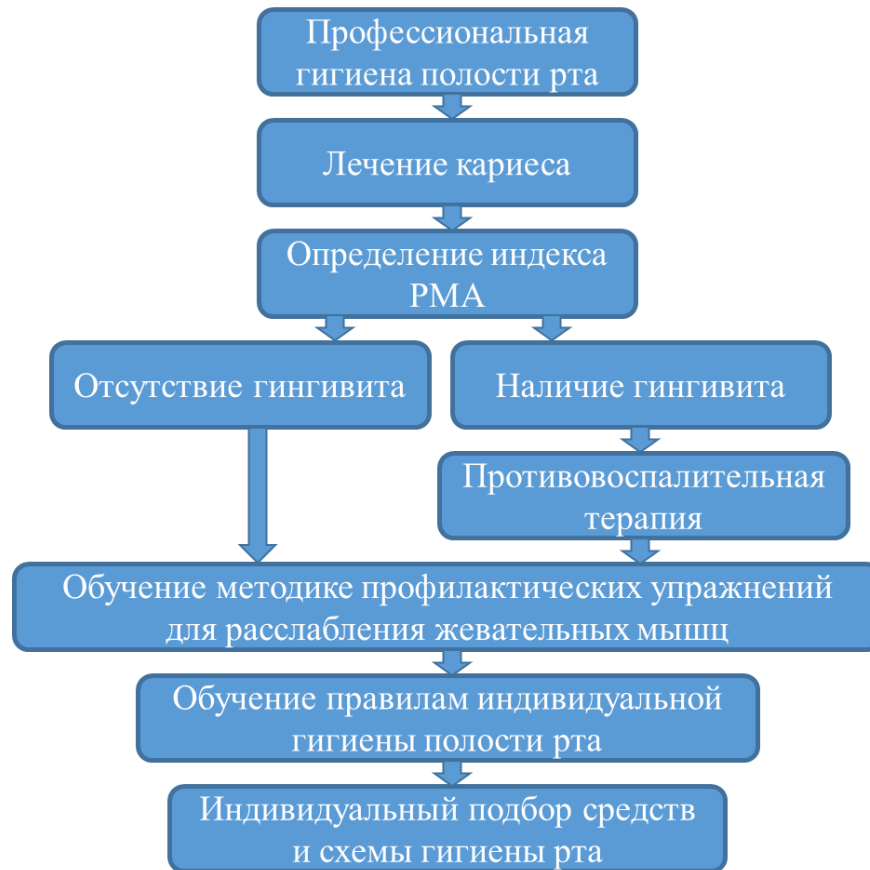 Профессиональная
гигиена полости рта
Лечение кариеса
Определение индекса
РМА
Отсутствие гингивита
Наличие гингивита
Противовоспалительная
терапия
Обучение методике профилактических упражнений
для расслабления жевательных мышц
Обучение правилам индивидуальной
гигиены полости рта
Индивидуальный подбор средств
и схемы гигиены рта